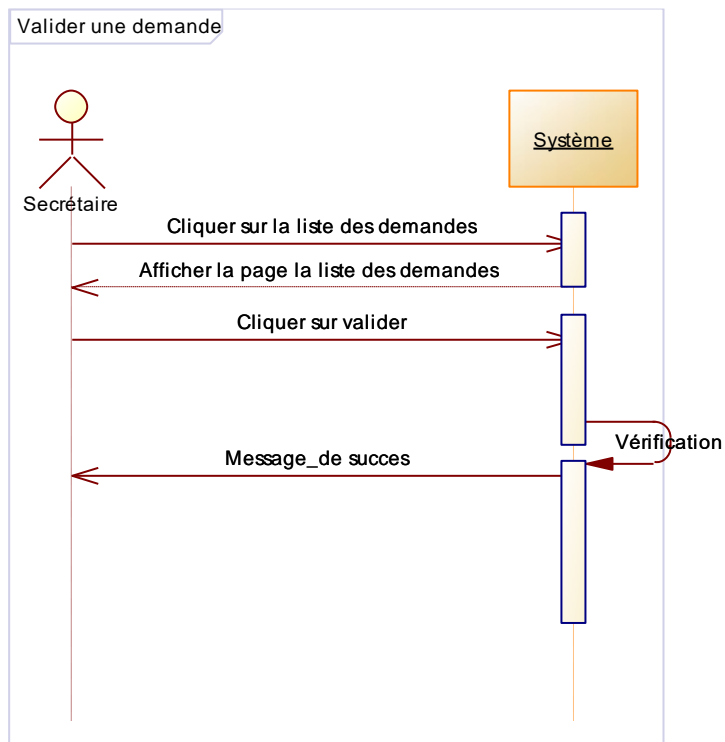 Valider une demande
Système
Secrétaire
Cliquer sur la liste des demandes
Afficher la page la liste des demandes
Cliquer sur valider
Vérification
Message_de succes